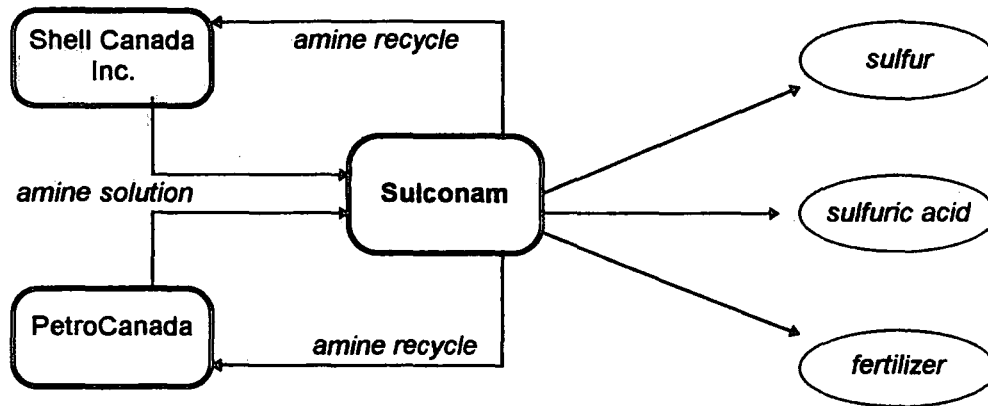 Shell Canada
Inc.
amine recycle
sulfur
amine solution
Sulconam
sulfuric acid
PetroCanada
amine recycle
fertilizer